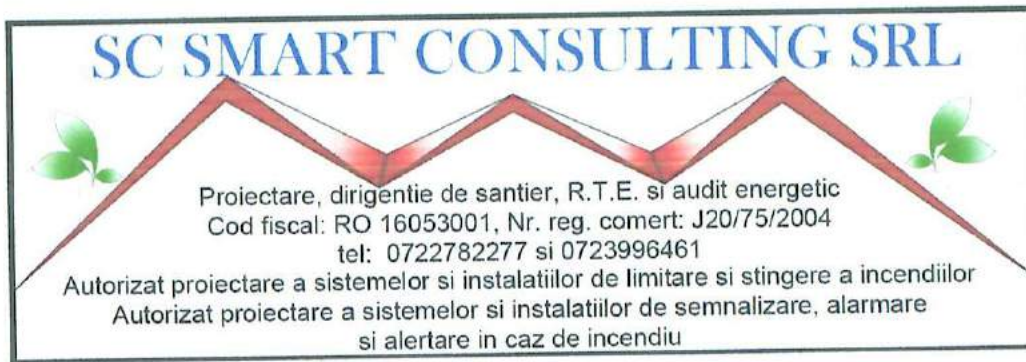 SC SMART CONSULTING SRL
Proiectare, dirigentie de santier, R.T.E. si audit energetic
Cod fiscal: RO 16053001, Nr. reg. comert: J20/75/2004
tel: 0722782277 si 0723996461
Autorizat proiectare a sistemelor si instalatiilor de limitare si stingere a incendiilor
Autorizat proiectare a sistemelor si instalatiilor de semnalizare, alarmare
si alertare in caz de incendiu